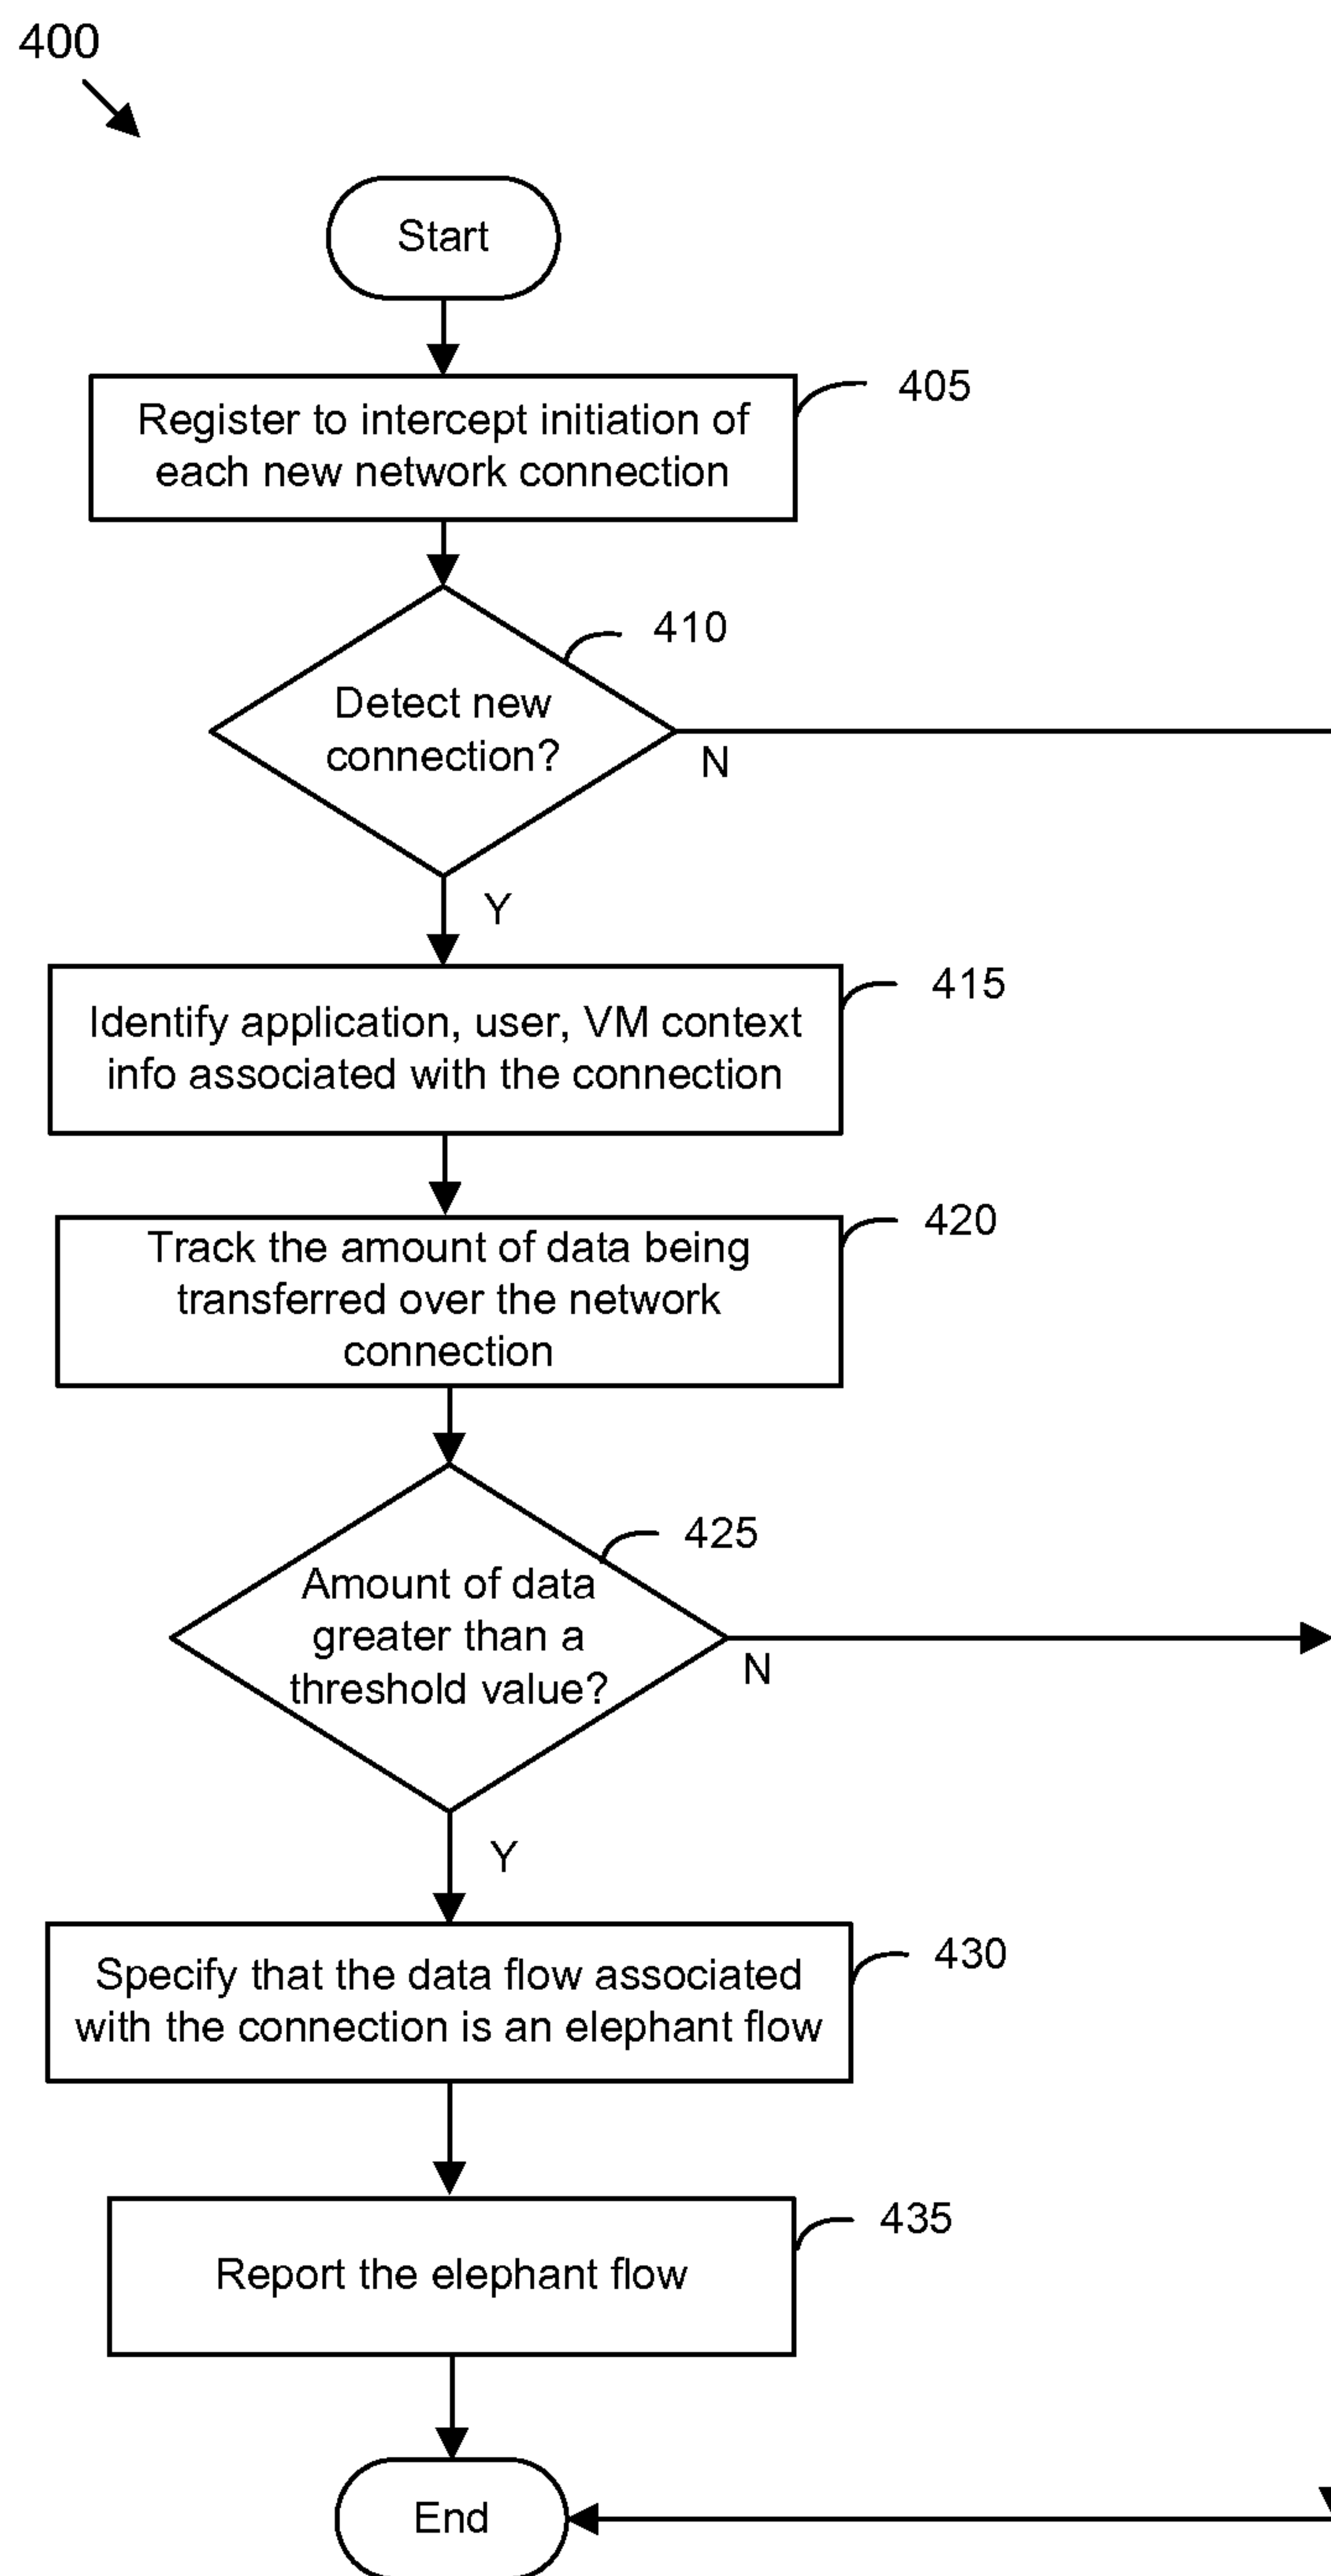 400
Start
Register to intercept initiation of
each new network connection
405
Detect new
connection?
410
N
Y
Identify application, user, VM context
info associated with the connection
415
Track the amount of data being
transferred over the network
connection
420
Amount of data
greater than a
threshold value?
425
N
Y
Specify that the data flow associated
with the connection is an elephant flow
430
Report the elephant flow
435
End